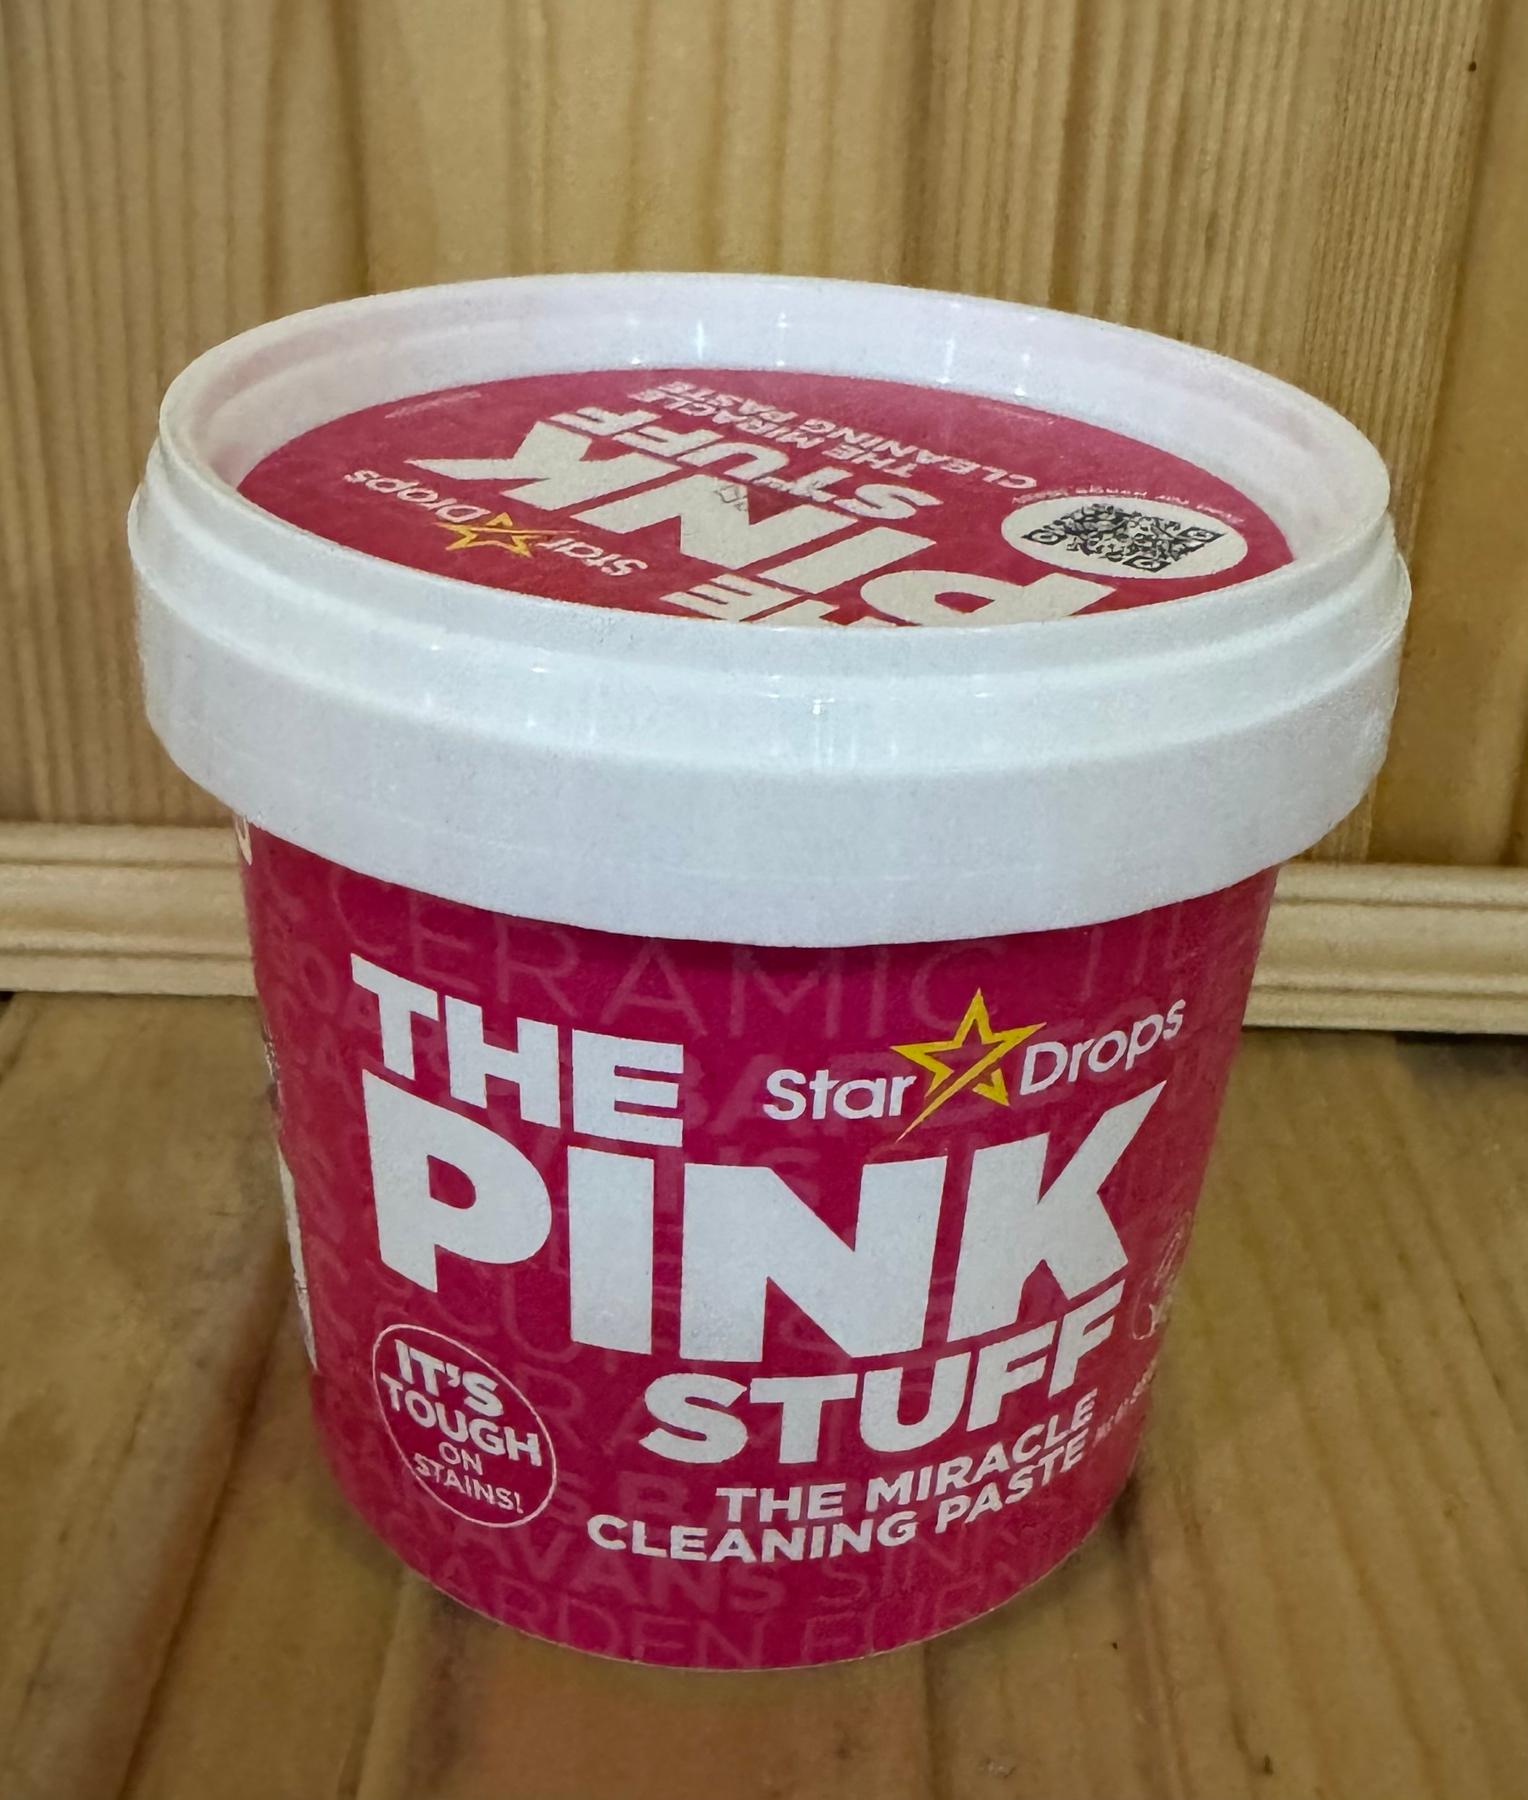 Star Drops
THE
PINK
STUFF
THE MIRACLE
CLEANING PASTE
CERAMIC
THE
Star Drops
PINK
STUFF
THE MIRACLE
CLEANING PASTE
IT'S
TOUGH
ON
STAINS!